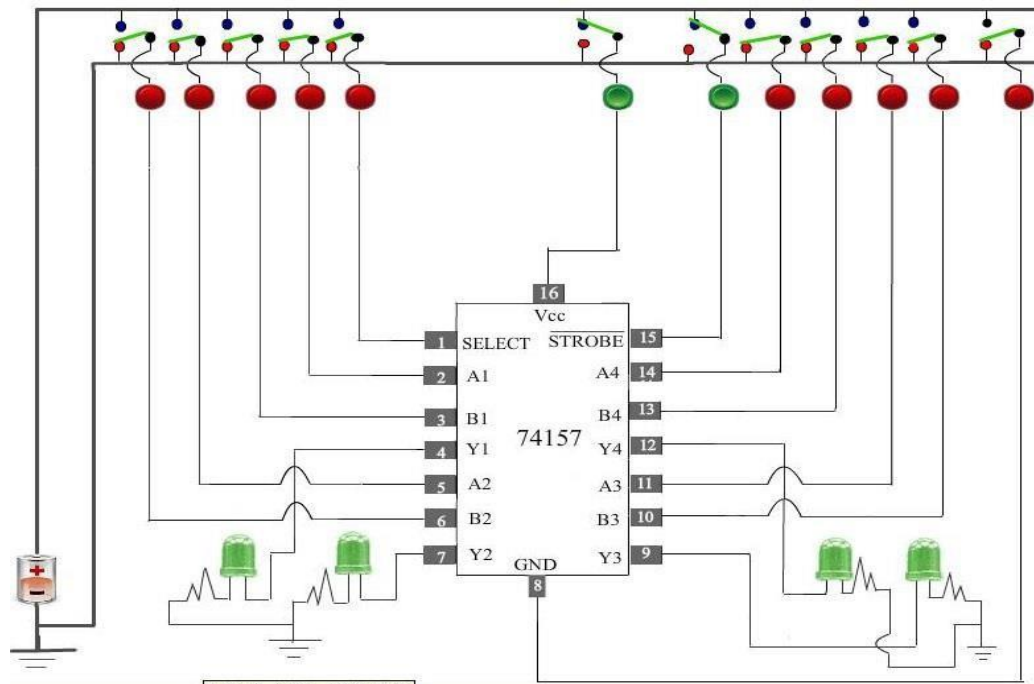 16
Vcc
1 SELECT S̅T̅R̅O̅B̅E̅ 15
2 A1 A4 14
3 B1 B4 13
4 Y1 74157 Y4 12
5 A2 A3 11
6 B2 B3 10
7 Y2 Y3 9
GND
8
+
-